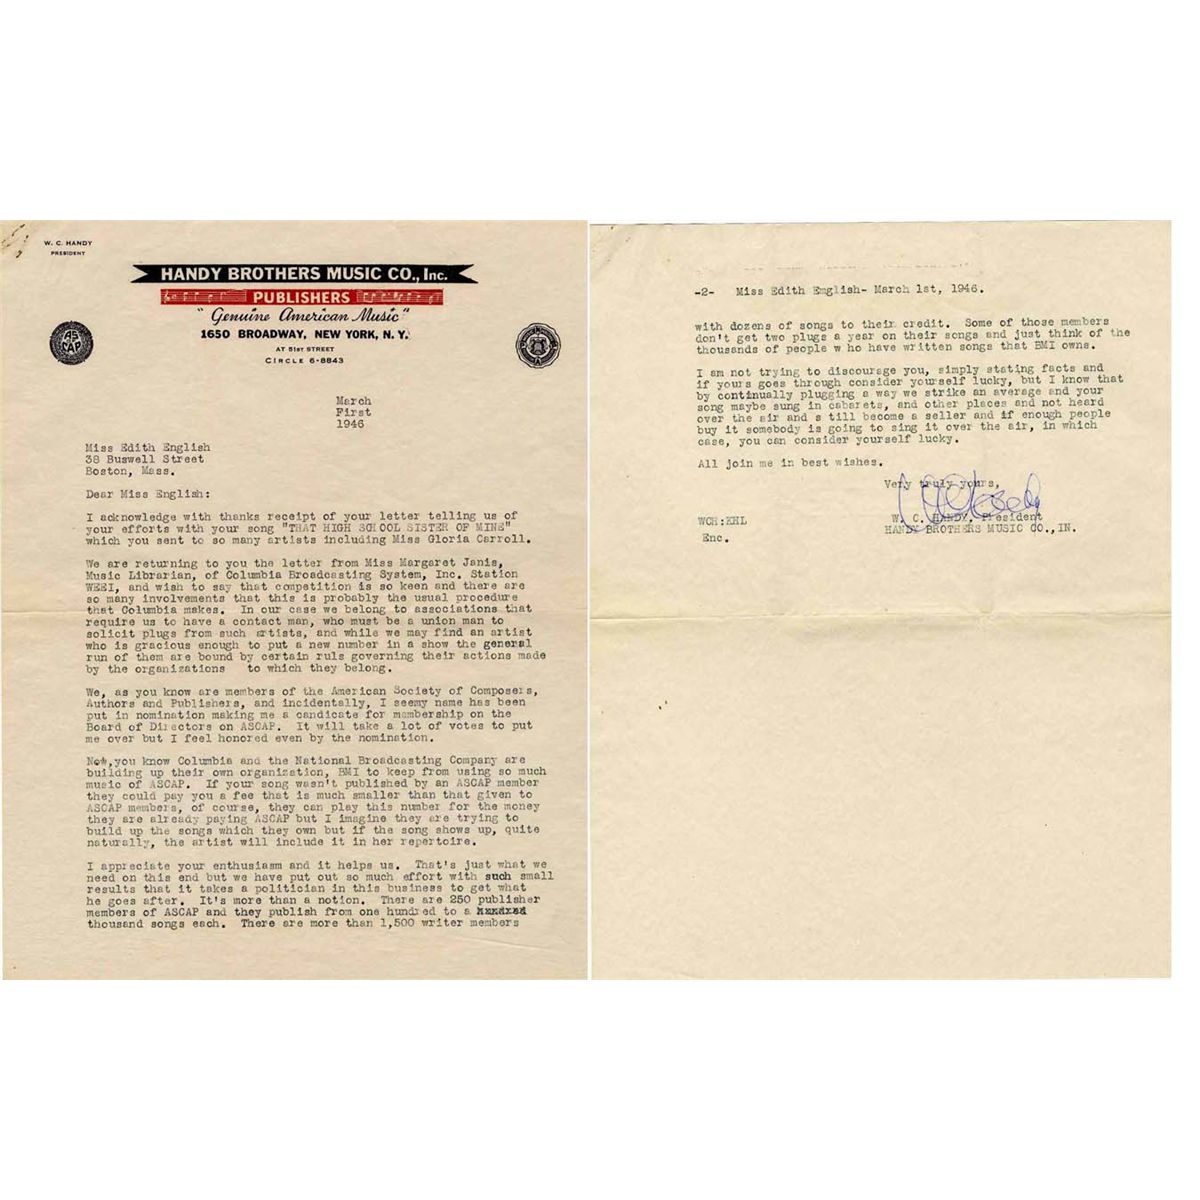 W. C. HANDY
PRESIDENT
HANDY BROTHERS MUSIC CO., Inc.
PUBLISHERS
"Genuine American Music"
1650 BROADWAY, NEW YORK, N. Y.
AT 51ST STREET
CIRCLE 6-8843
ASCAP
March
First
1946
Miss Edith English
38 Buswell Street
Boston, Mass.
Dear Miss English:
I acknowledge with thanks receipt of your letter telling us of
your efforts with your song "THAT HIGH SCHOOL SISTER OF MINE"
which you sent to so many artists including Miss Gloria Carroll.
We are returning to you the letter from Miss Margaret Janis,
Music Librarian, of Columbia Broadcasting System, Inc. Station
WEEI, and wish to say that competition is so keen and there are
so many involvements that this is probably the usual procedure
that Columbia makes. In our case we belong to associations that
require us to have a contact man, who must be a union man to
solicit plugs from such artists, and while we may find an artist
who is gracious enough to put a new number in a show the general
run of them are bound by certain ruls governing their actions made
by the organizations to which they belong.
We, as you know are members of the American Society of Composers,
Authors and Publishers, and incidentally, I seemy name has been
put in nomination making me a candicate for membership on the
Board of Directors on ASCAP. It will take a lot of votes to put
me over but I feel honored even by the nomination.
Now,you know Columbia and the National Broadcasting Company are
building up their own organization, BMI to keep from using so much
music of ASCAP. If your song wasn't published by an ASCAP member
they could pay you a fee that is much smaller than that given to
ASCAP members, of course, they can play this number for the money
they are already paying ASCAP but I imagine they are trying to
build up the songs which they own but if the song shows up, quite
naturally, the artist will include it in her repertoire.
I appreciate your enthusiasm and it helps us. That's just what we
need on this end but we have put out so much effort with such small
results that it takes a politician in this business to get what
he goes after. It's more than a notion. There are 250 publisher
members of ASCAP and they publish from one hundred to a hundred
thousand songs each. There are more than 1,500 writer members
-2- Miss Edith English- March 1st, 1946.
with dozens of songs to their credit. Some of those members
don't get two plugs a year on their songs and just think of the
thousands of people w ho have written songs that BMI owns.
I am not trying to discourage you, simply stating facts and
if yours goes through consider yourself lucky, but I know that
by continually plugging a way we strike an average and your
song maybe sung in cabarets, and other places and not heard
over the air and s till become a seller and if enough people
buy it somebody is going to sing it over the air, in which
case, you can consider yourself lucky.
All join me in best wishes.
Very truly yours,
W. C. HANDY, President
HANDY BROTHERS MUSIC CO.,IN.
WCH:KHL
Enc.